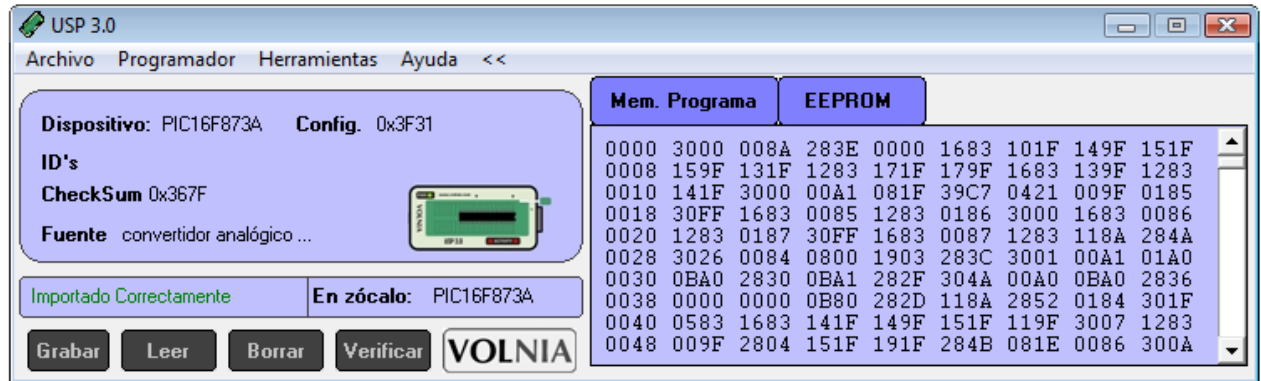 USP 3.0
Archivo Programador Herramientas Ayuda <<
Dispositivo: PIC16F873A Config. 0x3F31
ID's
CheckSum 0x367F
Fuente convertidor analógico ...
Importado Correctamente En zócalo: PIC16F873A
Grabar Leer Borrar Verificar VOLNIA
Mem. Programa EEPROM
0000 3000 008A 283E 0000 1683 101F 149F 151F
0008 159F 131F 1283 171F 179F 1683 139F 1283
0010 141F 3000 00A1 081F 39C7 0421 009F 0185
0018 30FF 1683 0085 1283 0186 3000 1683 0086
0020 1283 0187 30FF 1683 0087 1283 118A 284A
0028 3026 0084 0800 1903 283C 3001 00A1 01A0
0030 0BA0 2830 0BA1 282F 304A 00A0 0BA0 2836
0038 0000 0000 0B80 282D 118A 2852 0184 301F
0040 0583 1683 141F 149F 151F 119F 3007 1283
0048 009F 2804 151F 191F 284B 081E 0086 300A